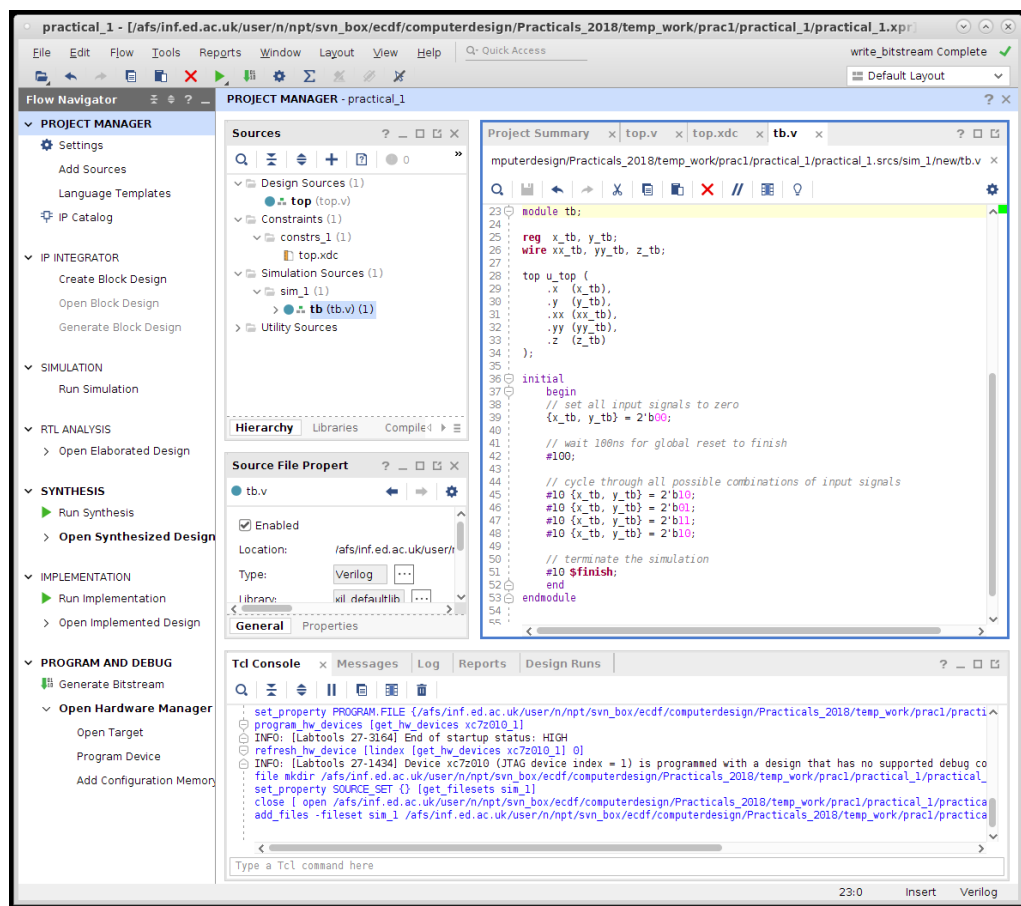 practical_1 - [/afs/inf.ed.ac.uk/user/n/npt/svn_box/ecdf/computerdesign/Practicals_2018/temp_work/prac1/practical_1/practical_1.xpr]
File Edit Flow Tools Reports Window Layout View Help Quick Access write_bitstream Complete
Default Layout
Flow Navigator
PROJECT MANAGER
Settings
Add Sources
Language Templates
IP Catalog
IP INTEGRATOR
Create Block Design
Open Block Design
Generate Block Design
SIMULATION
Run Simulation
RTL ANALYSIS
Open Elaborated Design
SYNTHESIS
Run Synthesis
Open Synthesized Design
IMPLEMENTATION
Run Implementation
Open Implemented Design
PROGRAM AND DEBUG
Generate Bitstream
Open Hardware Manager
Open Target
Program Device
Add Configuration Memory
PROJECT MANAGER - practical_1
Sources
0
Design Sources (1)
top (top.v)
Constraints (1)
constrs_1 (1)
top.xdc
Simulation Sources (1)
sim_1 (1)
tb (tb.v) (1)
Utility Sources
Hierarchy Libraries Compile
Source File Propert
tb.v
Enabled
Location: /afs/inf.ed.ac.uk/user/
Type: Verilog
Library: xil_defaultlib
General Properties
Project Summary top.v top.xdc tb.v
mputerdesign/Practicals_2018/temp_work/prac1/practical_1/practical_1.srcs/sim_1/new/tb.v
23 module tb;
24
25 reg x_tb, y_tb;
26 wire xx_tb, yy_tb, z_tb;
27
28 top u_top (
29 .x (x_tb),
30 .y (y_tb),
31 .xx (xx_tb),
32 .yy (yy_tb),
33 .z (z_tb)
34 );
35
36 initial
37 begin
38 // set all input signals to zero
39 {x_tb, y_tb} = 2'b00;
40
41 // wait 100ns for global reset to finish
42 #100;
43
44 // cycle through all possible combinations of input signals
45 #10 {x_tb, y_tb} = 2'b10;
46 #10 {x_tb, y_tb} = 2'b01;
47 #10 {x_tb, y_tb} = 2'b11;
48 #10 {x_tb, y_tb} = 2'b10;
49
50 // terminate the simulation
51 #10 $finish;
52 end
53 endmodule
54
55
Tcl Console Messages Log Reports Design Runs
set_property PROGRAM.FILE {/afs/inf.ed.ac.uk/user/n/npt/svn_box/ecdf/computerdesign/Practicals_2018/temp_work/prac1/practi
program_hw_devices [get_hw_devices xc7z010_1]
INFO: [Labtools 27-3164] End of startup status: HIGH
refresh_hw_device [lindex [get_hw_devices xc7z010_1] 0]
INFO: [Labtools 27-1434] Device xc7z010 (JTAG device index = 1) is programmed with a design that has no supported debug co
file mkdir /afs/inf.ed.ac.uk/user/n/npt/svn_box/ecdf/computerdesign/Practicals_2018/temp_work/prac1/practical_1/practical_
set_property SOURCE_SET {} [get_filesets sim_1]
close [ open /afs/inf.ed.ac.uk/user/n/npt/svn_box/ecdf/computerdesign/Practicals_2018/temp_work/prac1/practical_1/practica
add_files -fileset sim_1 /afs/inf.ed.ac.uk/user/n/npt/svn_box/ecdf/computerdesign/Practicals_2018/temp_work/prac1/practica
Type a Tcl command here
23:0 Insert Verilog